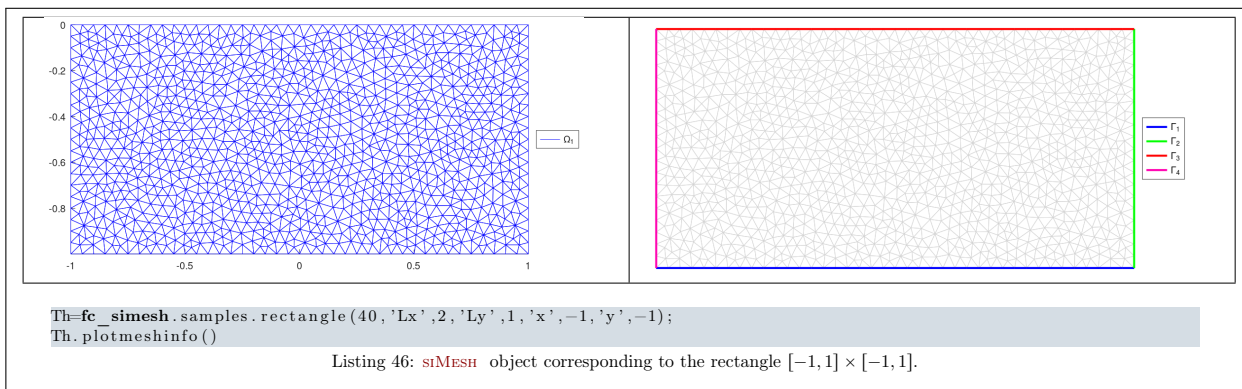 0
-0.2
-0.4
-0.6
-0.8
-1
-0.5
0
0.5
1
Ω₁
Γ₁
Γ₂
Γ₃
Γ₄
Th=fc_simesh.samples.rectangle(40,'Lx',2,'Ly',1,'x',-1,'y',-1);
Th.plotmeshinfo()
Listing 46: siMesh object corresponding to the rectangle [−1, 1] × [−1, 1].